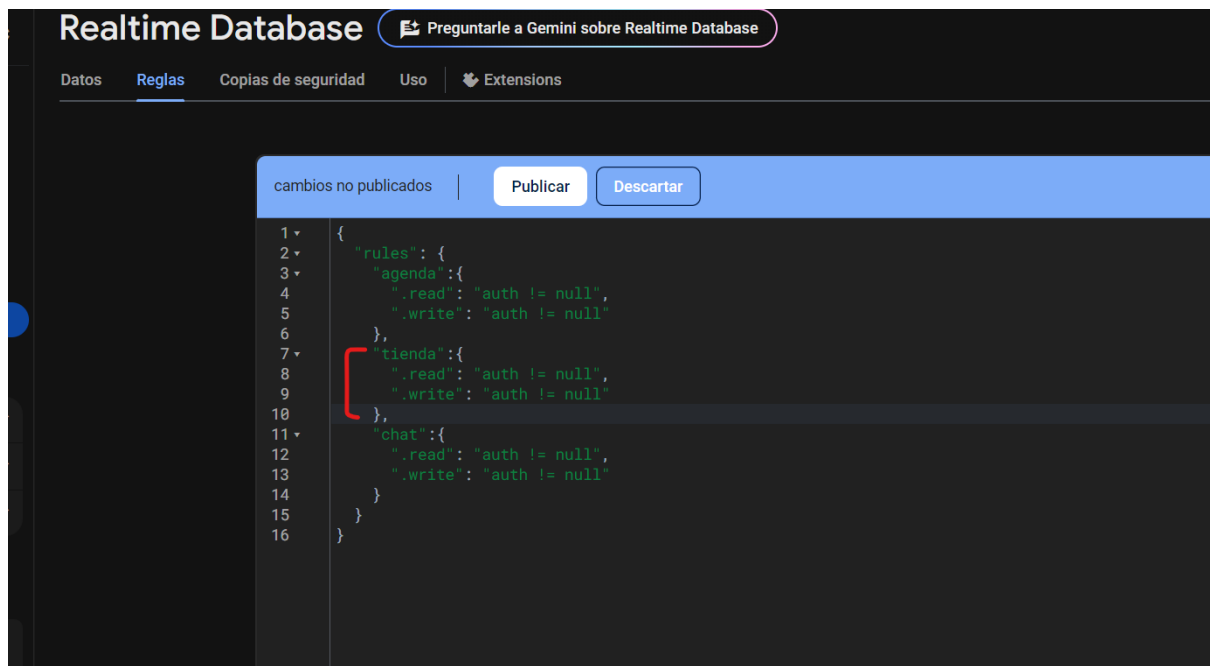 Realtime Database
Preguntarle a Gemini sobre Realtime Database
Datos Reglas Copias de seguridad Uso Extensions
cambios no publicados Publicar Descartar
1 {
2 "rules": {
3 "agenda":{
4 ".read": "auth != null",
5 ".write": "auth != null"
6 },
7 "tienda":{
8 ".read": "auth != null",
9 ".write": "auth != null"
10 },
11 "chat":{
12 ".read": "auth != null",
13 ".write": "auth != null"
14 }
15 }
16 }